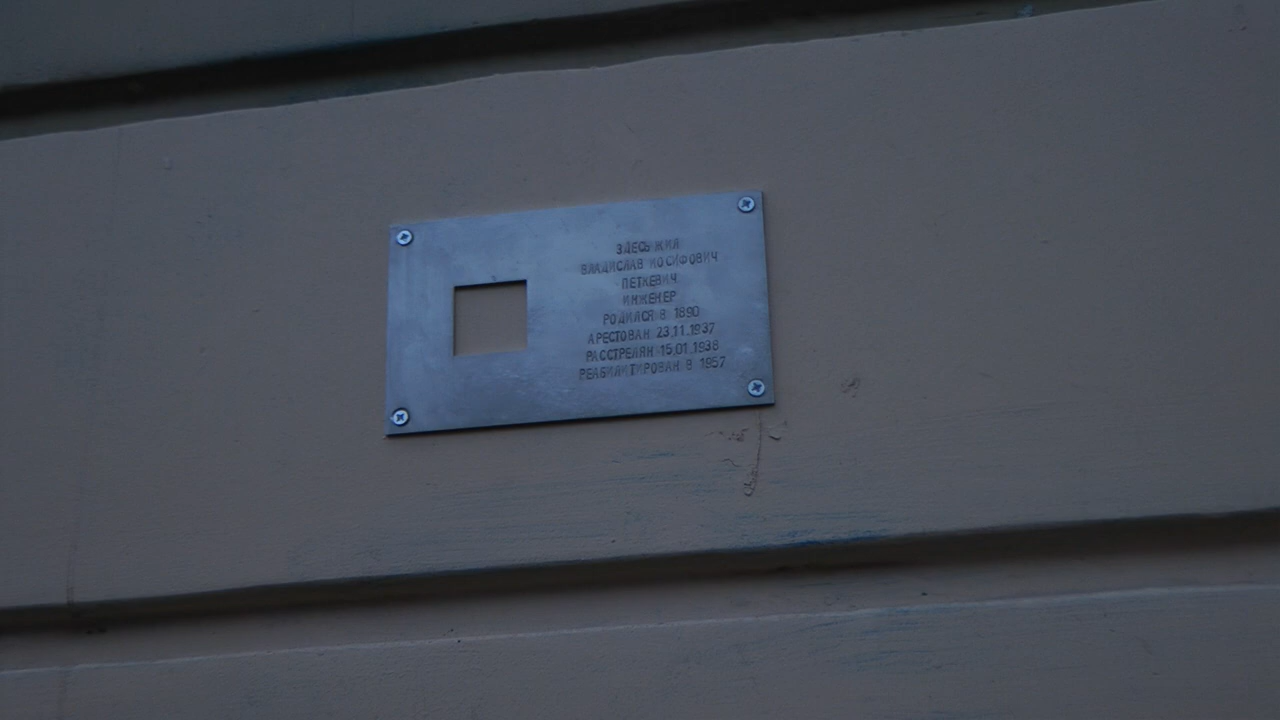 ЗДЕСЬ ЖИЛ
ВЛАДИСЛАВ ИОСИФОВИЧ
ПЕТКЕВИЧ
ИНЖЕНЕР
РОДИЛСЯ В 1890
АРЕСТОВАН 23.11.1937
РАССТРЕЛЯН 15.01.1938
РЕАБИЛИТИРОВАН В 1957